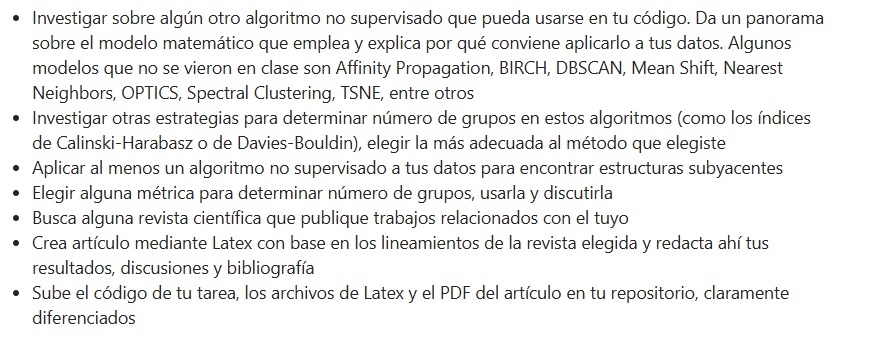 • Investigar sobre algún otro algoritmo no supervisado que pueda usarse en tu código. Da un panorama
sobre el modelo matemático que emplea y explica por qué conviene aplicarlo a tus datos. Algunos
modelos que no se vieron en clase son Affinity Propagation, BIRCH, DBSCAN, Mean Shift, Nearest
Neighbors, OPTICS, Spectral Clustering, TSNE, entre otros
• Investigar otras estrategias para determinar número de grupos en estos algoritmos (como los índices
de Calinski-Harabasz o de Davies-Bouldin), elegir la más adecuada al método que elegiste
• Aplicar al menos un algoritmo no supervisado a tus datos para encontrar estructuras subyacentes
• Elegir alguna métrica para determinar número de grupos, usarla y discutirla
• Busca alguna revista científica que publique trabajos relacionados con el tuyo
• Crea artículo mediante Latex con base en los lineamientos de la revista elegida y redacta ahí tus
resultados, discusiones y bibliografía
• Sube el código de tu tarea, los archivos de Latex y el PDF del artículo en tu repositorio, claramente
diferenciados